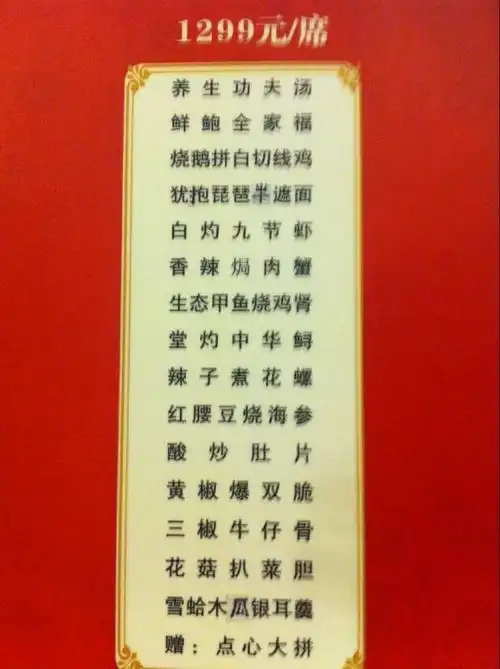 1299元/席
养生功夫汤
鲜鲍全家福
烧鹅拼白切线鸡
犹抱琵琶半遮面
白灼九节虾
香辣焗肉蟹
生态甲鱼烧鸡肾
堂灼中华鲟
辣子煮花螺
红腰豆烧海参
酸炒肚片
黄椒爆双脆
三椒牛仔骨
花菇扒菜胆
雪蛤木瓜银耳羹
赠：点心大拼